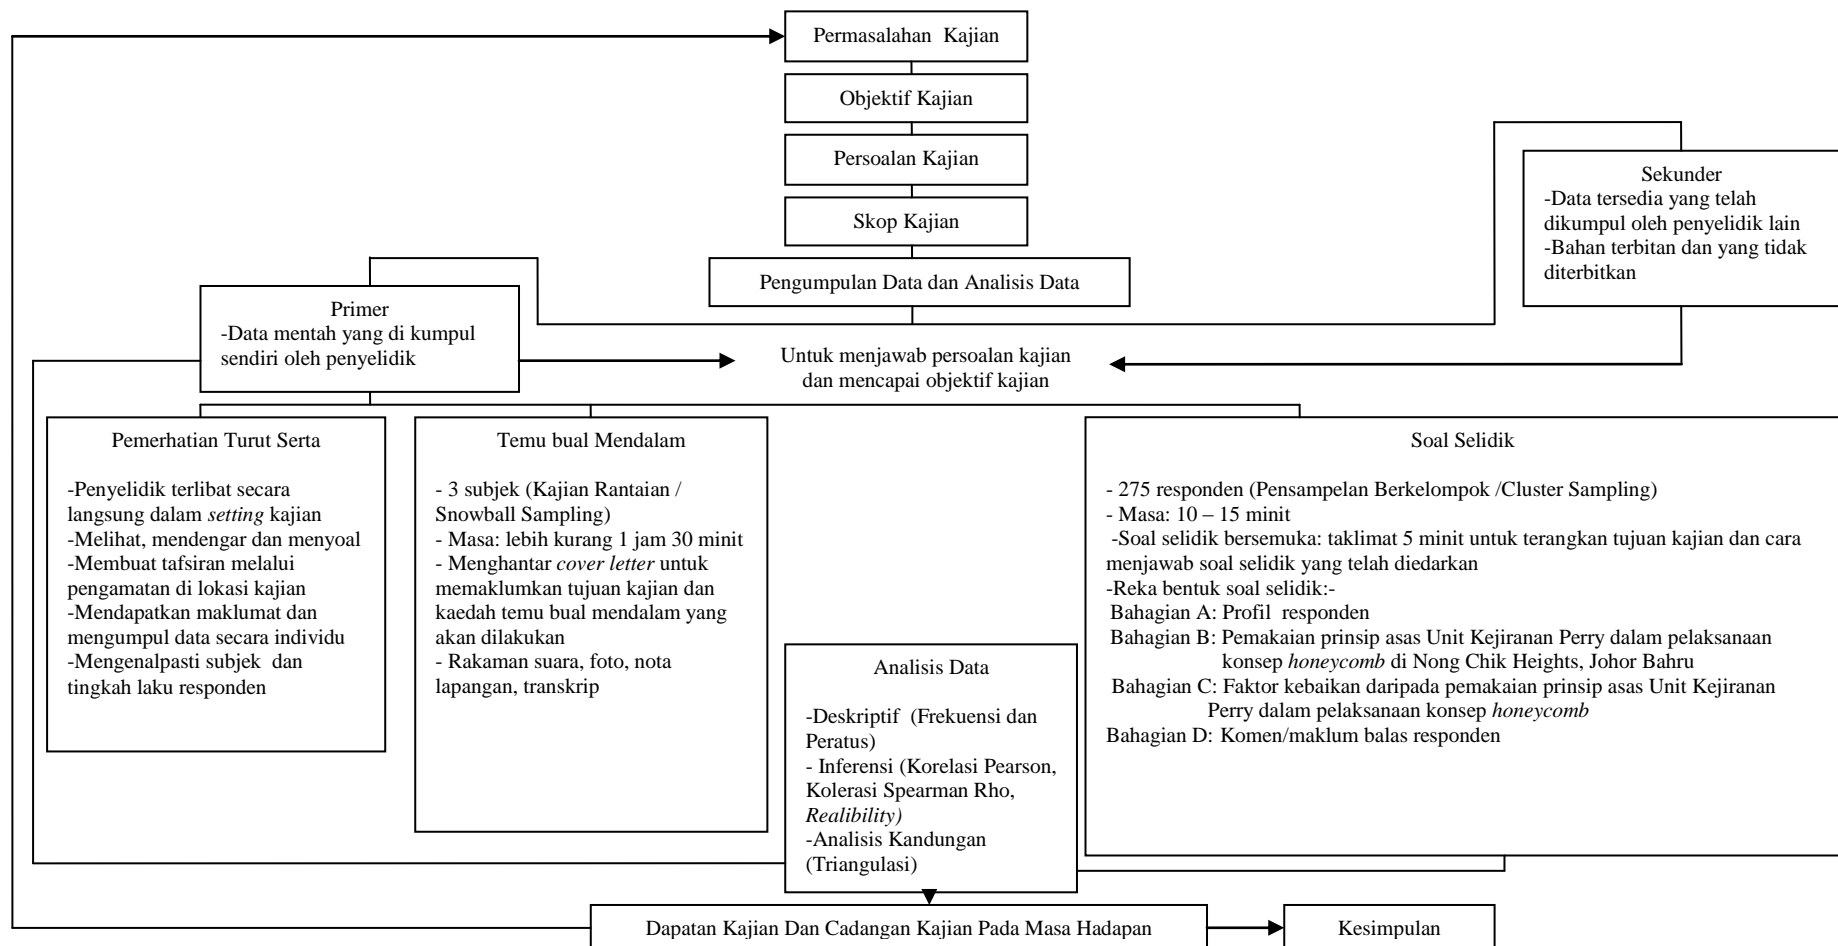 Permasalahan Kajian
Objektif Kajian
Persoalan Kajian
Skop Kajian
Pengumpulan Data dan Analisis Data
Sekunder
-Data tersedia yang telah
dikumpul oleh penyelidik lain
-Bahan terbitan dan yang tidak
diterbitkan
Primer
-Data mentah yang di kumpul
sendiri oleh penyelidik
Untuk menjawab persoalan kajian
dan mencapai objektif kajian
Pemerhatian Turut Serta
-Penyelidik terlibat secara
langsung dalam setting kajian
-Melihat, mendengar dan menyoal
-Membuat tafsiran melalui
pengamatan di lokasi kajian
-Mendapatkan maklumat dan
mengumpul data secara individu
-Mengenalpasti subjek dan
tingkah laku responden
Temu bual Mendalam
- 3 subjek (Kajian Rantaian /
Snowball Sampling)
- Masa: lebih kurang 1 jam 30 minit
- Menghantar cover letter untuk
memaklumkan tujuan kajian dan
kaedah temu bual mendalam yang
akan dilakukan
- Rakaman suara, foto, nota
lapangan, transkrip
Soal Selidik
- 275 responden (Pensampelan Berkelompok /Cluster Sampling)
- Masa: 10 – 15 minit
-Soal selidik bersemuka: taklimat 5 minit untuk terangkan tujuan kajian dan cara
menjawab soal selidik yang telah diedarkan
-Reka bentuk soal selidik:-
Bahagian A: Profil responden
Bahagian B: Pemakaian prinsip asas Unit Kejiranan Perry dalam pelaksanaan
konsep honeycomb di Nong Chik Heights, Johor Bahru
Bahagian C: Faktor kebaikan daripada pemakaian prinsip asas Unit Kejiranan
Perry dalam pelaksanaan konsep honeycomb
Bahagian D: Komen/maklum balas responden
Analisis Data
-Deskriptif (Frekuensi dan
Peratus)
- Inferensi (Korelasi Pearson,
Kolerasi Spearman Rho,
Realibility)
-Analisis Kandungan
(Triangulasi)
Dapatan Kajian Dan Cadangan Kajian Pada Masa Hadapan
Kesimpulan